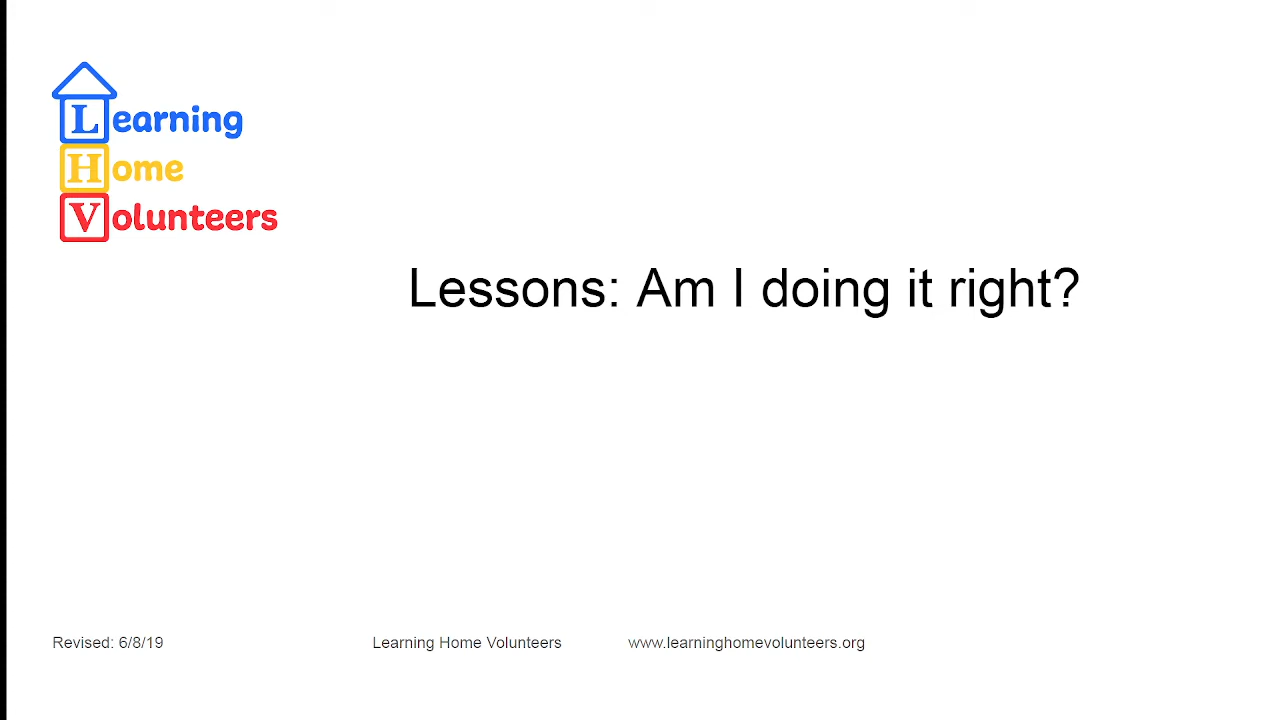 Learning
Home
Volunteers
Lessons: Am I doing it right?
Revised: 6/8/19 Learning Home Volunteers www.learninghomevolunteers.org